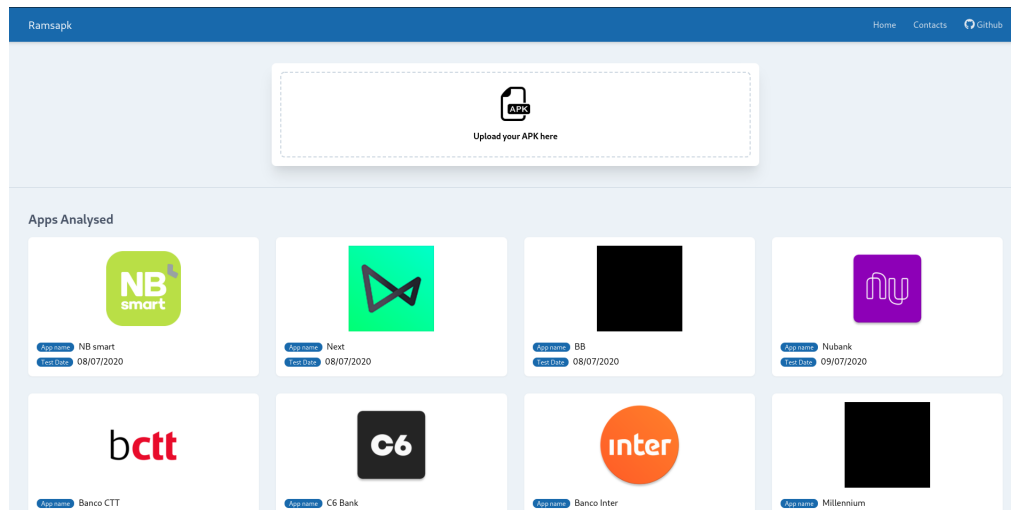 Ramsapk
Home Contacts Github
APK
Upload your APK here
Apps Analysed
NB
smart
nu
App name NB smart
Test Date 08/07/2020
App name Next
Test Date 08/07/2020
App name BB
Test Date 08/07/2020
App name Nubank
Test Date 09/07/2020
bctt
C6
inter
App name Banco CTT
App name C6 Bank
App name Banco Inter
App name Millennium